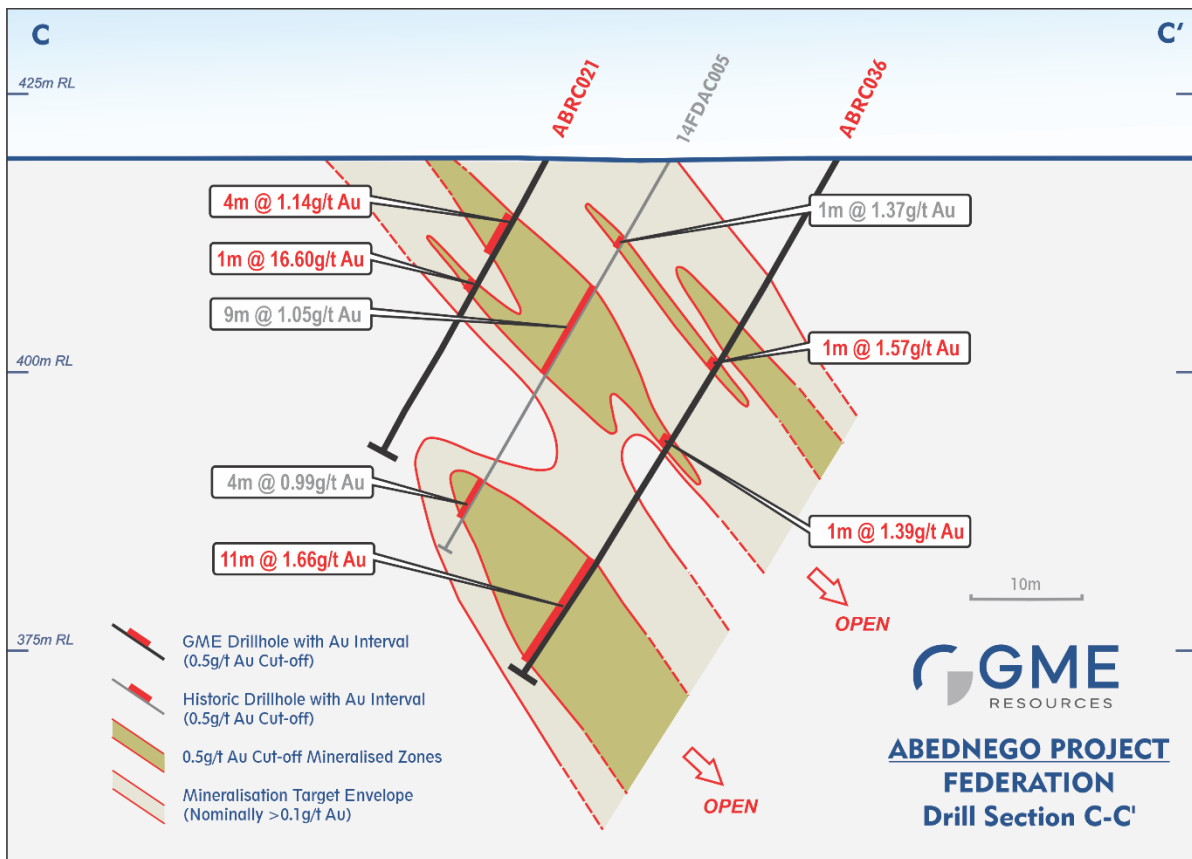 C
C'
425m RL
ABRC021
14FDAC005
ABRC036
4m @ 1.14g/t Au
1m @ 1.37g/t Au
1m @ 16.60g/t Au
9m @ 1.05g/t Au
1m @ 1.57g/t Au
400m RL
4m @ 0.99g/t Au
1m @ 1.39g/t Au
11m @ 1.66g/t Au
10m
OPEN
375m RL
GME Drillhole with Au Interval
(0.5g/t Au Cut-off)
Historic Drillhole with Au Interval
(0.5g/t Au Cut-off)
0.5g/t Au Cut-off Mineralised Zones
Mineralisation Target Envelope
(Nominally >0.1g/t Au)
OPEN
GME
RESOURCES
ABEDNEGO PROJECT
FEDERATION
Drill Section C-C'